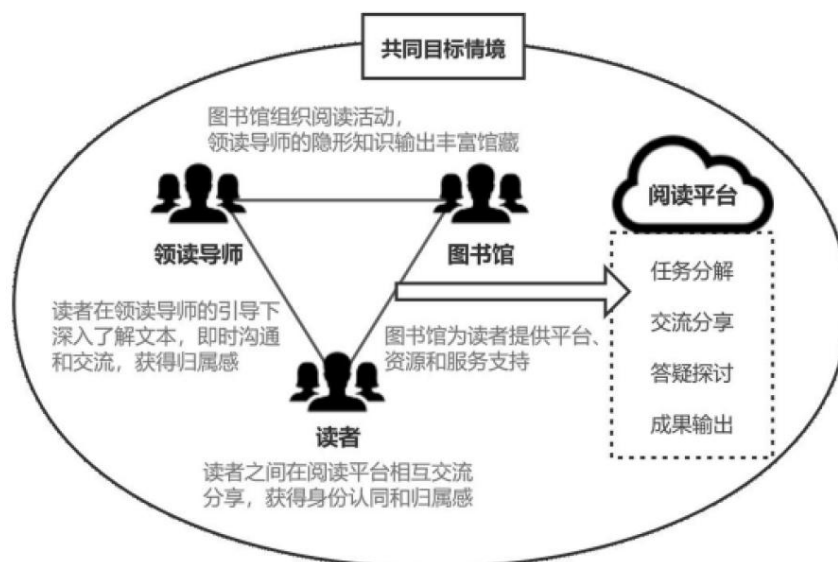 共同目标情境
图书馆组织阅读活动，
领读导师的隐形知识输出丰富馆藏
领读导师
图书馆
读者在领读导师的引导下
深入了解文本，即时沟通
和交流，获得归属感
图书馆为读者提供平台、
资源和服务支持
读者
读者之间在阅读平台相互交流
分享，获得身份认同和归属感
阅读平台
任务分解
交流分享
答疑探讨
成果输出